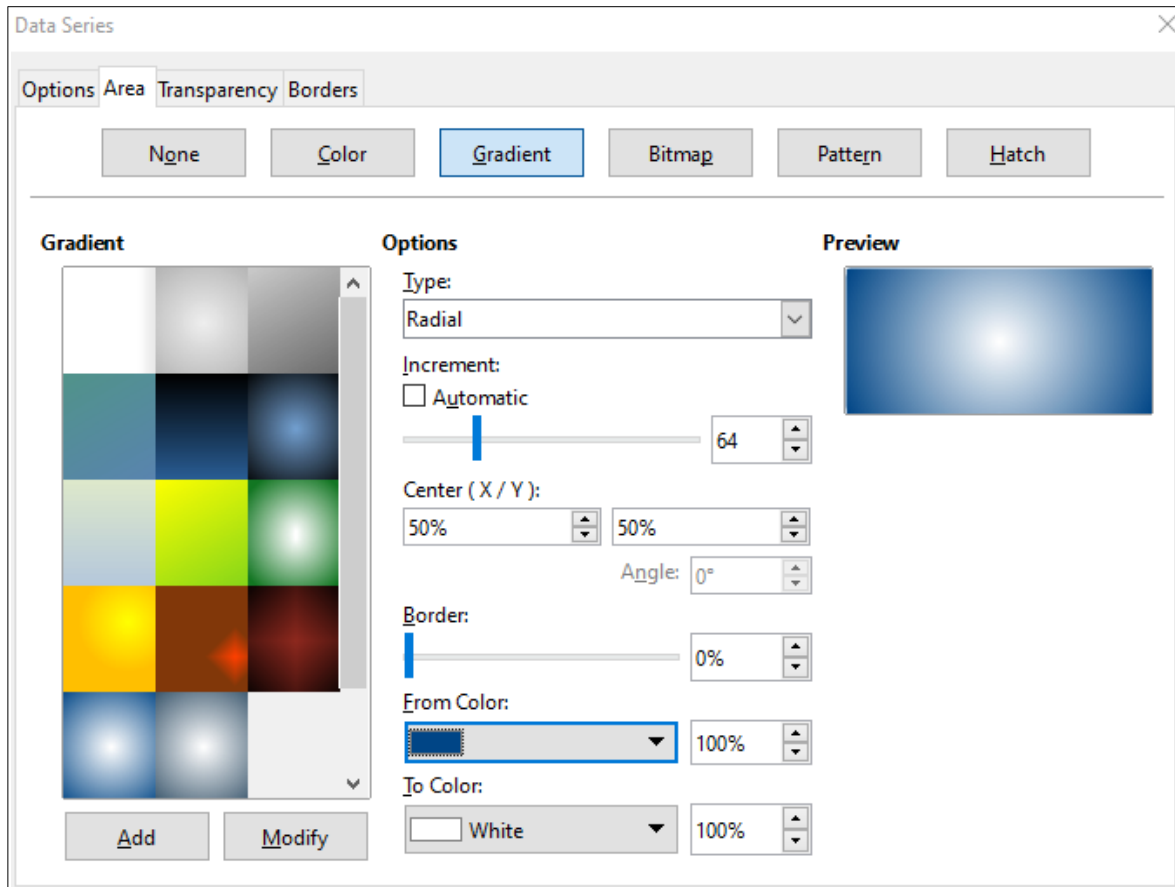 Data Series
Options Area Transparency Borders
None Color Gradient Bitmap Pattern Hatch
Gradient
Options
Preview
Type:
Radial
Increment:
Automatic
64
Center ( X / Y ):
50% 50%
Angle: 0°
Border:
0%
From Color:
100%
To Color:
White 100%
Add Modify